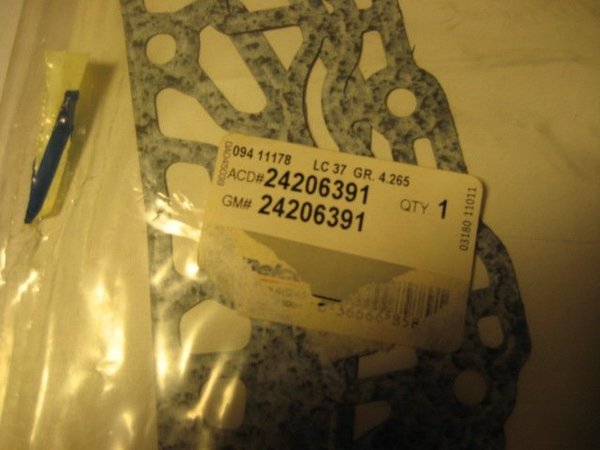 094 11178 LC 37 GR. 4.265
ACD# 24206391
GM# 24206391 QTY 1
03180 11011